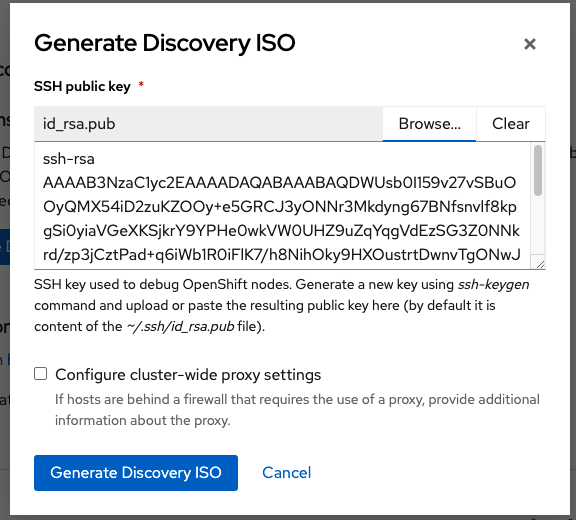 Generate Discovery ISO
SSH public key *
id_rsa.pub
Browse...
Clear
ssh-rsa
AAAAB3NzaC1yc2EAAAADAQABAAABAQDWUsb0I159v27vSBuO
OyQMX54iD2zuKZOOy+e5GRCJ3yONNr3Mkdyng67BNfsnvIf8kp
gSi0yiaVGeXKSjkrY9YPHe0wkVW0UHZ9uZqYqgVdEzSG3Z0NNk
rd/zp3jCztPad+q6iWb1R0iFlK7/h8NihOky9HXOustrtDwnvTgONwJ
SSH key used to debug OpenShift nodes. Generate a new key using ssh-keygen
command and upload or paste the resulting public key here (by default it is
content of the ~/.ssh/id_rsa.pub file).
Configure cluster-wide proxy settings
If hosts are behind a firewall that requires the use of a proxy, provide additional
information about the proxy.
Generate Discovery ISO
Cancel